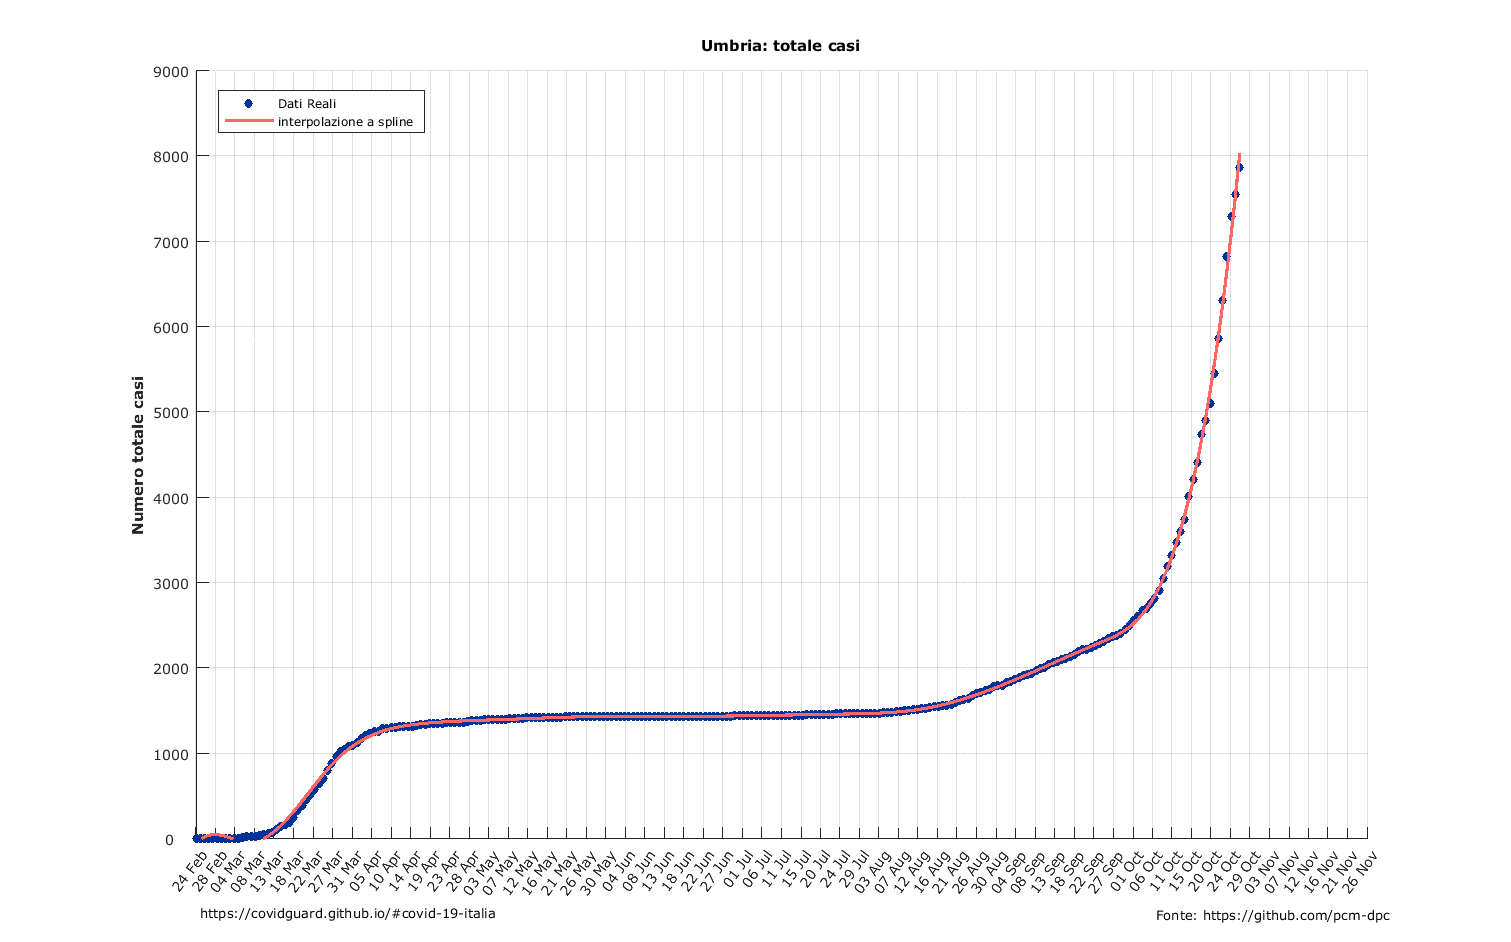 Umbria: totale casi
9000
8000
7000
6000
5000
4000
3000
2000
1000
0
Dati Reali
interpolazione a spline
Numero totale casi
24 Feb
28 Feb
04 Mar
08 Mar
13 Mar
18 Mar
22 Mar
27 Mar
31 Mar
05 Apr
10 Apr
14 Apr
19 Apr
23 Apr
28 Apr
03 May
07 May
12 May
16 May
21 May
26 May
30 May
04 Jun
08 Jun
13 Jun
18 Jun
22 Jun
27 Jun
01 Jul
06 Jul
11 Jul
15 Jul
20 Jul
24 Jul
29 Jul
03 Aug
07 Aug
12 Aug
16 Aug
21 Aug
26 Aug
30 Aug
04 Sep
08 Sep
13 Sep
18 Sep
22 Sep
27 Sep
01 Oct
06 Oct
11 Oct
15 Oct
20 Oct
24 Oct
29 Oct
03 Nov
07 Nov
12 Nov
16 Nov
21 Nov
26 Nov
https://covidguard.github.io/#covid-19-italia
Fonte: https://github.com/pcm-dpc